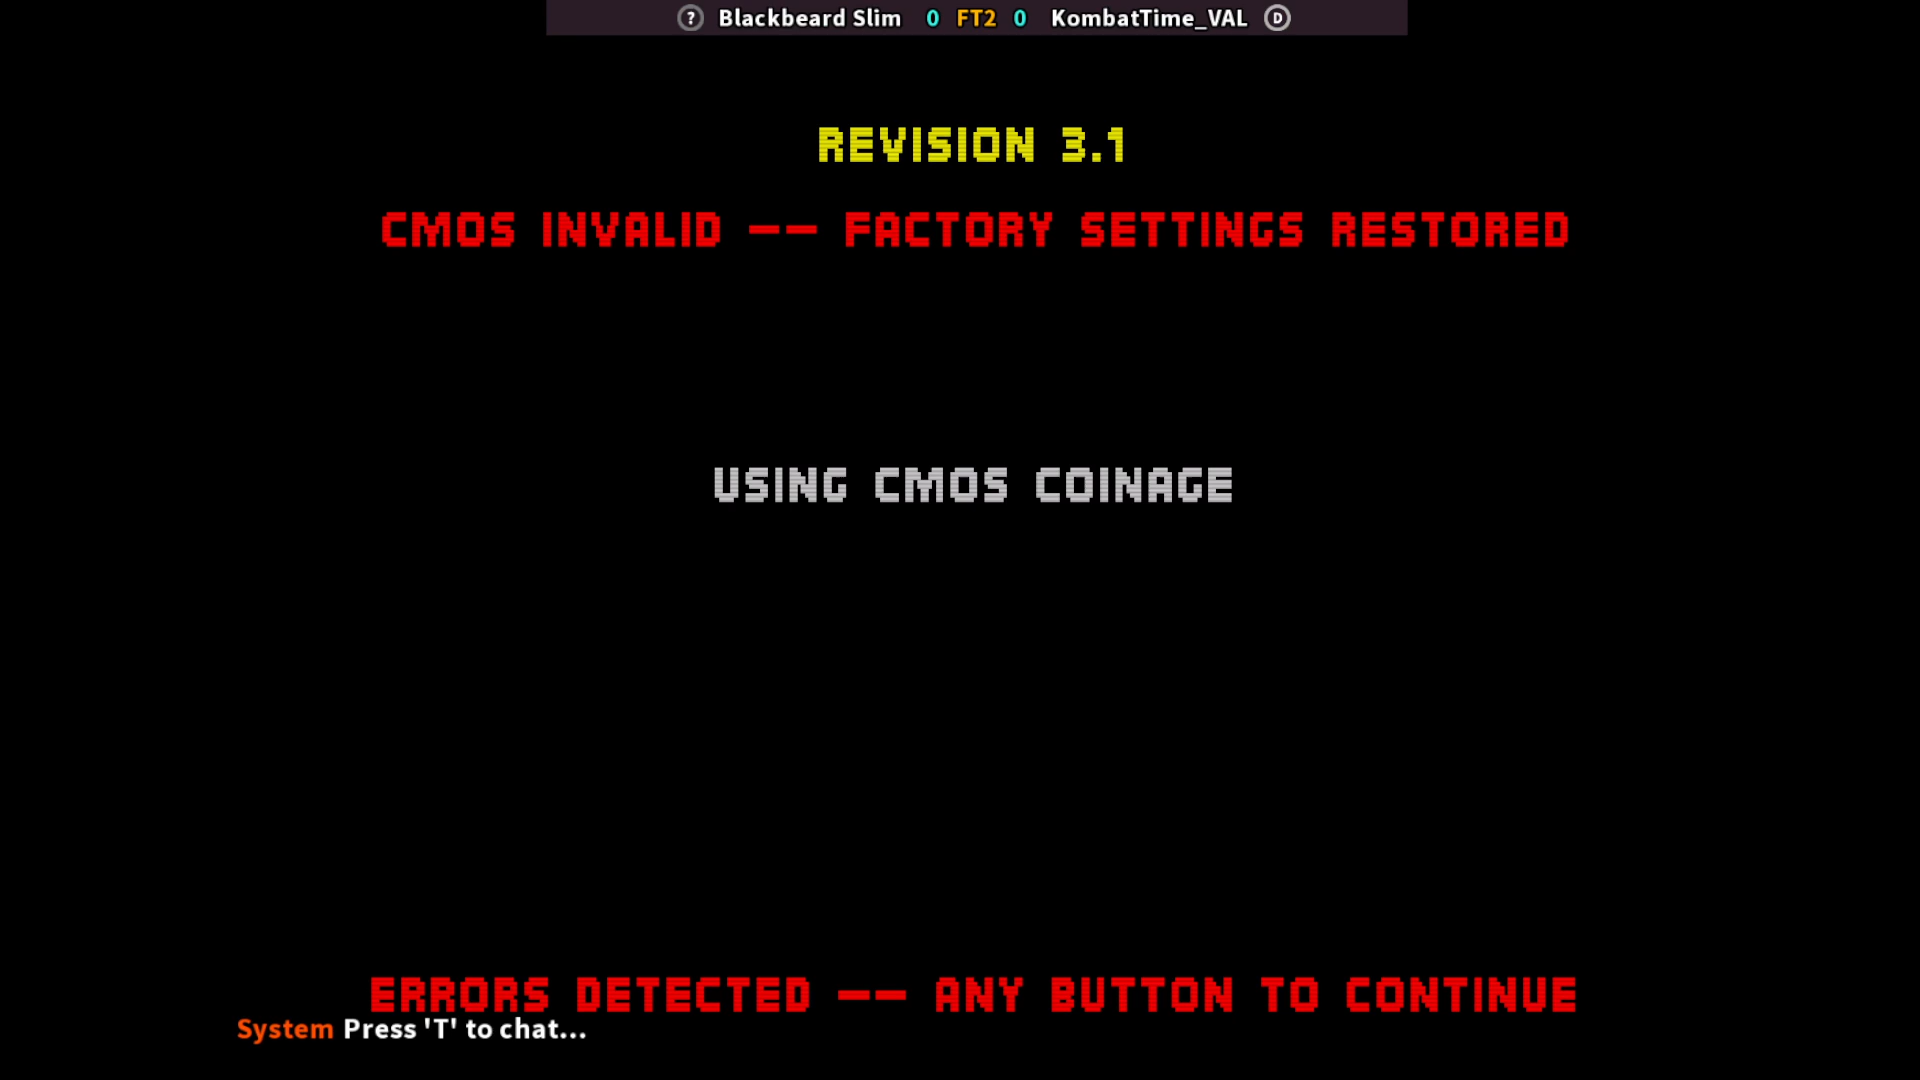 ? Blackbeard Slim 0 FT2 0 KombatTime_VAL D
REVISION 3.1
CMOS INVALID -- FACTORY SETTINGS RESTORED
USING CMOS COINAGE
ERRORS DETECTED -- ANY BUTTON TO CONTINUE
System Press 'T' to chat...